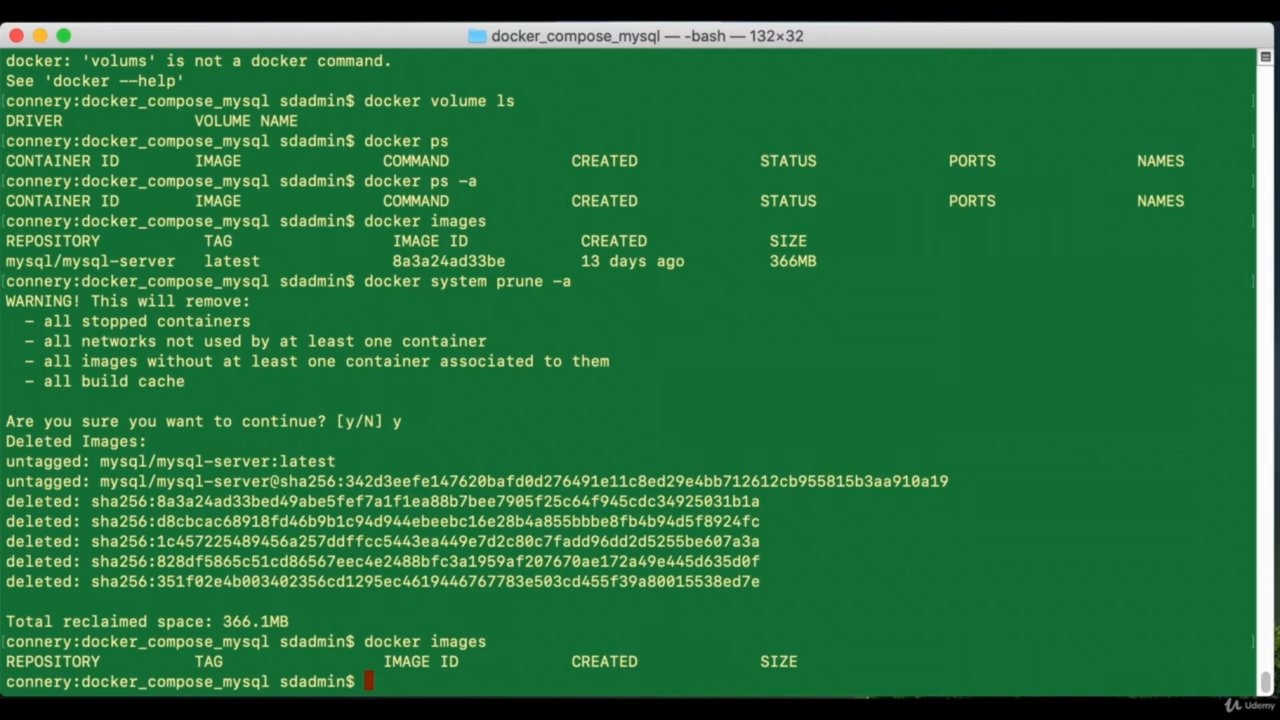 docker_compose_mysql — -bash — 132×32
docker: 'volums' is not a docker command.
See 'docker --help'
[connery:docker_compose_mysql sdadmin$ docker volume ls ]
DRIVER VOLUME NAME
[connery:docker_compose_mysql sdadmin$ docker ps ]
CONTAINER ID IMAGE COMMAND CREATED STATUS PORTS NAMES
[connery:docker_compose_mysql sdadmin$ docker ps -a ]
CONTAINER ID IMAGE COMMAND CREATED STATUS PORTS NAMES
[connery:docker_compose_mysql sdadmin$ docker images ]
REPOSITORY TAG IMAGE ID CREATED SIZE
mysql/mysql-server latest 8a3a24ad33be 13 days ago 366MB
[connery:docker_compose_mysql sdadmin$ docker system prune -a ]
WARNING! This will remove:
- all stopped containers
- all networks not used by at least one container
- all images without at least one container associated to them
- all build cache
Are you sure you want to continue? [y/N] y
Deleted Images:
untagged: mysql/mysql-server:latest
untagged: mysql/mysql-server@sha256:342d3eefe147620bafd0d276491e11c8ed29e4bb712612cb955815b3aa910a19
deleted: sha256:8a3a24ad33bed49abe5fef7a1f1ea88b7bee7905f25c64f945cdc34925031b1a
deleted: sha256:d8cbcac68918fd46b9b1c94d944ebeebc16e28b4a855bbbe8fb4b94d5f8924fc
deleted: sha256:1c457225489456a257ddffcc5443ea449e7d2c80c7fadd96dd2d5255be607a3a
deleted: sha256:828df5865c51cd86567eec4e2488bfc3a1959af207670ae172a49e445d635d0f
deleted: sha256:351f02e4b003402356cd1295ec4619446767783e503cd455f39a80015538ed7e
Total reclaimed space: 366.1MB
[connery:docker_compose_mysql sdadmin$ docker images ]
REPOSITORY TAG IMAGE ID CREATED SIZE
connery:docker_compose_mysql sdadmin$
Udemy